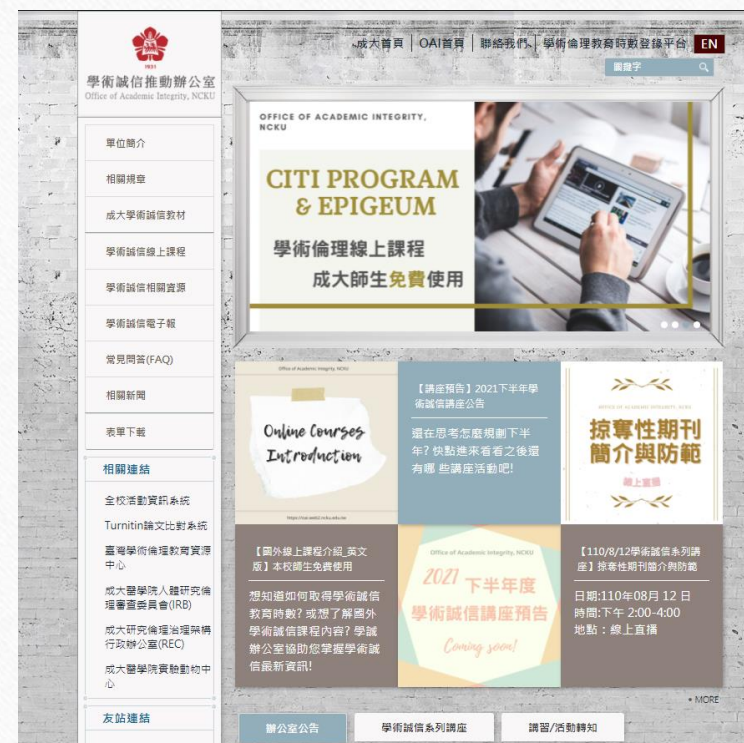 成大首頁 | OAI首頁 | 聯絡我們 | 學術倫理教育時數登錄平台 EN
關鍵字
NCKU
學術誠信推動辦公室
Office of Academic Integrity, NCKU
單位簡介
相關規章
成大學術誠信教材
學術誠信線上課程
學術誠信相關資源
學術誠信電子報
常見問答(FAQ)
相關新聞
表單下載
相關連結
全校活動資訊系統
Turnitin論文比對系統
臺灣學術倫理教育資源
中心
成大醫學院人體研究倫
理審查委員會(IRB)
成大研究倫理治理架構
行政辦公室(REC)
成大醫學院實驗動物中
心
友站連結
OFFICE OF ACADEMIC INTEGRITY,
NCKU
CITI PROGRAM
& EPIGEUM
學術倫理線上課程
成大師生免費使用
Office of Academic Integrity, NCKU
Online Courses
Introduction
【講座預告】2021下半年學
術誠信講座公告
還在思考怎麼規劃下半
年? 快點進來看看之後還
有哪 些講座活動吧!
OFFICE OF ACADEMIC INTEGRITY, NCKU
掠奪性期刊
簡介與防範
線上直播
【國外線上課程介紹_英文
版】本校師生免費使用
想知道如何取得學術誠信
教育時數? 或想了解國外
學術誠信課程內容? 學誠
辦公室協助您掌握學術誠
信最新資訊!
Office of Academic Integrity, NCKU
2021 下半年度
學術誠信講座預告
Coming soon!
【110/8/12學術誠信系列講
座】掠奪性期刊簡介與防範
日期:110年08月 12 日
時間:下午 2:00-4:00
地點：線上直播
MORE
辦公室公告
學術誠信系列講座
講習/活動轉知